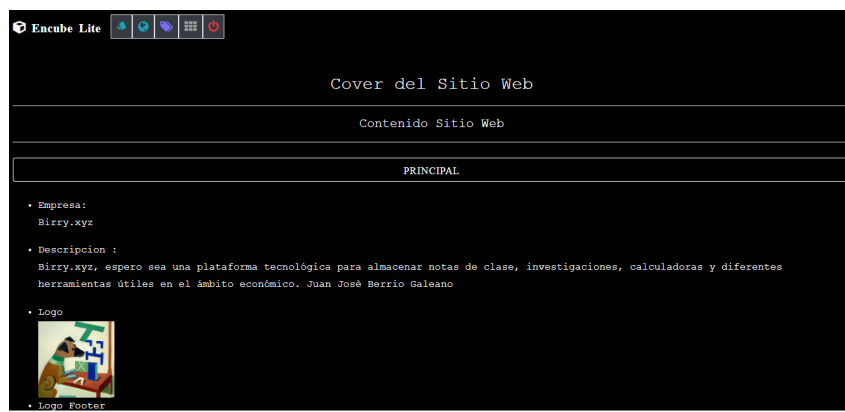 Encube Lite
Cover del Sitio Web
Contenido Sitio Web
PRINCIPAL
• Empresa:
Birry.xyz
• Descripcion :
Birry.xyz, espero sea una plataforma tecnológica para almacenar notas de clase, investigaciones, calculadoras y diferentes
herramientas útiles en el ámbito económico. Juan Josè Berrio Galeano
• Logo
• Logo Footer